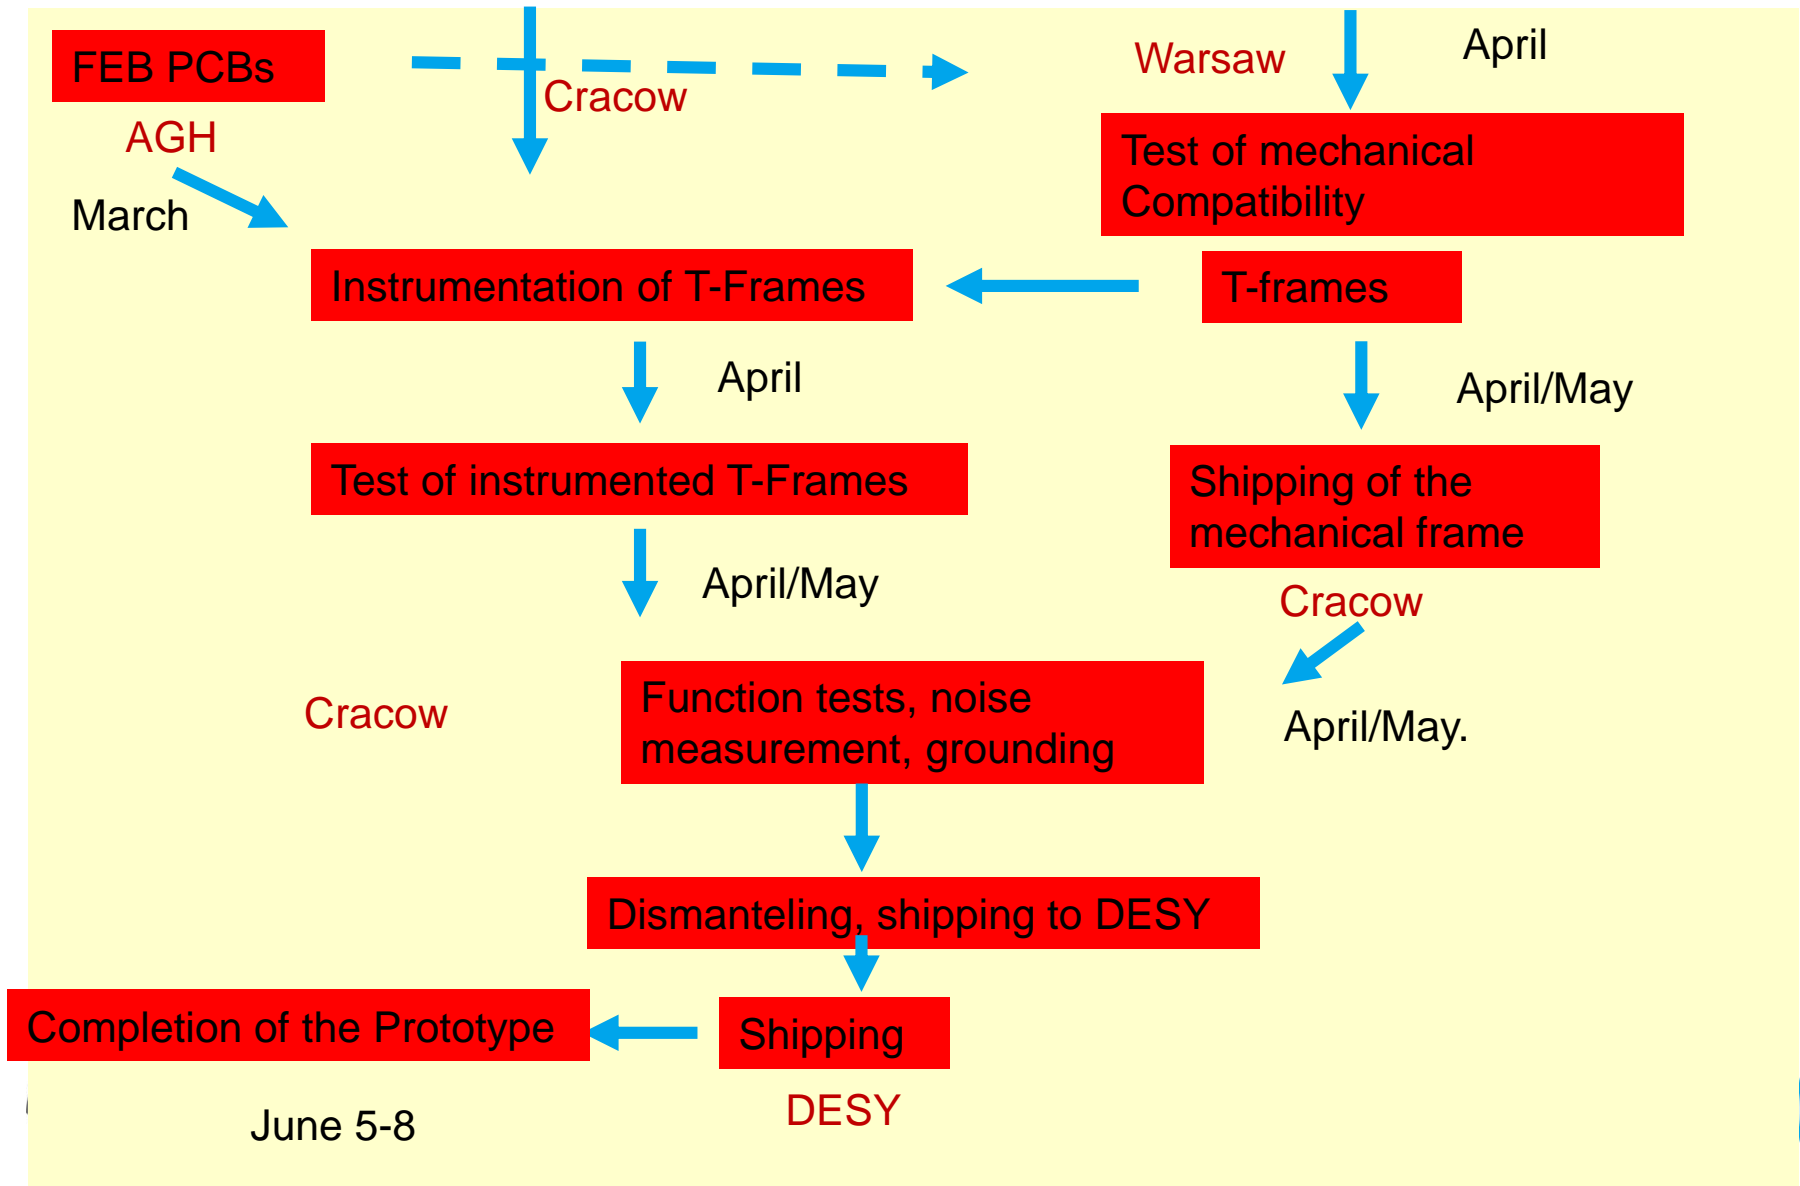 FEB PCBs
Cracow
Warsaw
April
AGH
March
Test of mechanical
Compatibility
Instrumentation of T-Frames
T-frames
April
April/May
Test of instrumented T-Frames
Shipping of the
mechanical frame
April/May
Cracow
Cracow
Function tests, noise
measurement, grounding
April/May.
Dismanteling, shipping to DESY
Completion of the Prototype
Shipping
June 5-8
DESY